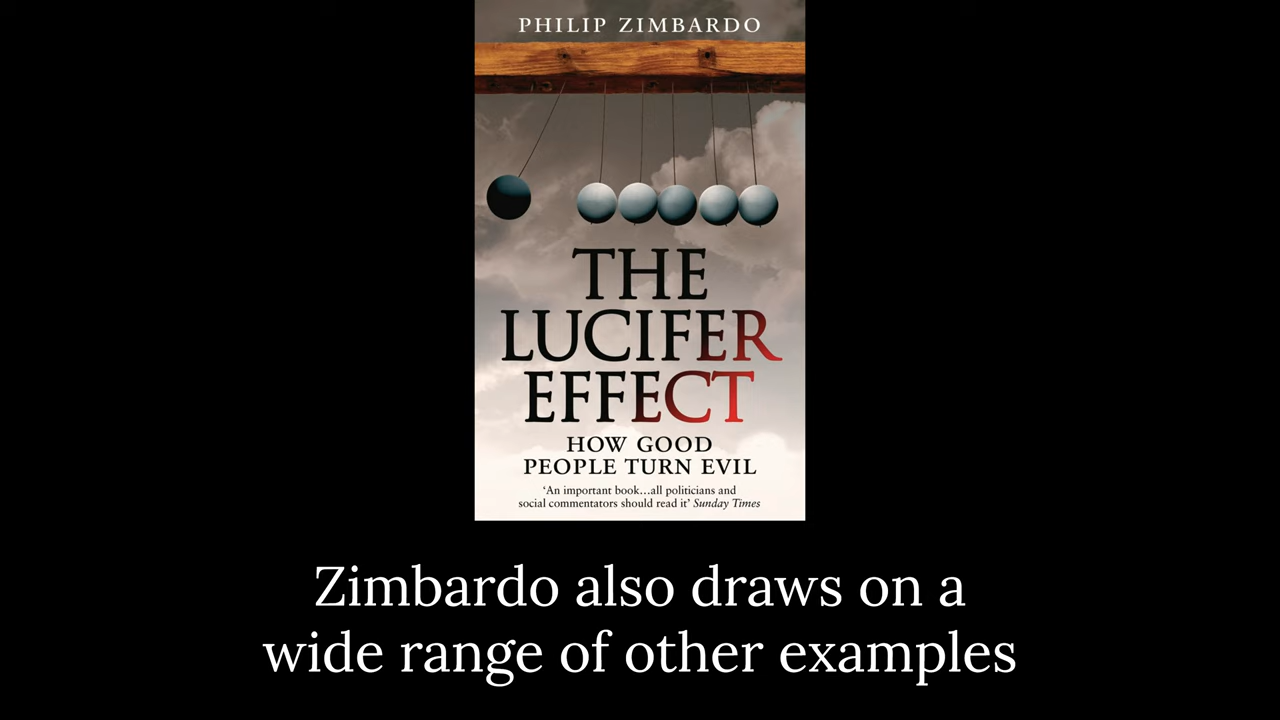 PHILIP ZIMBARDO
THE
LUCIFER
EFFECT
HOW GOOD
PEOPLE TURN EVIL
‘An important book...all politicians and
social commentators should read it’ Sunday Times
Zimbardo also draws on a
wide range of other examples